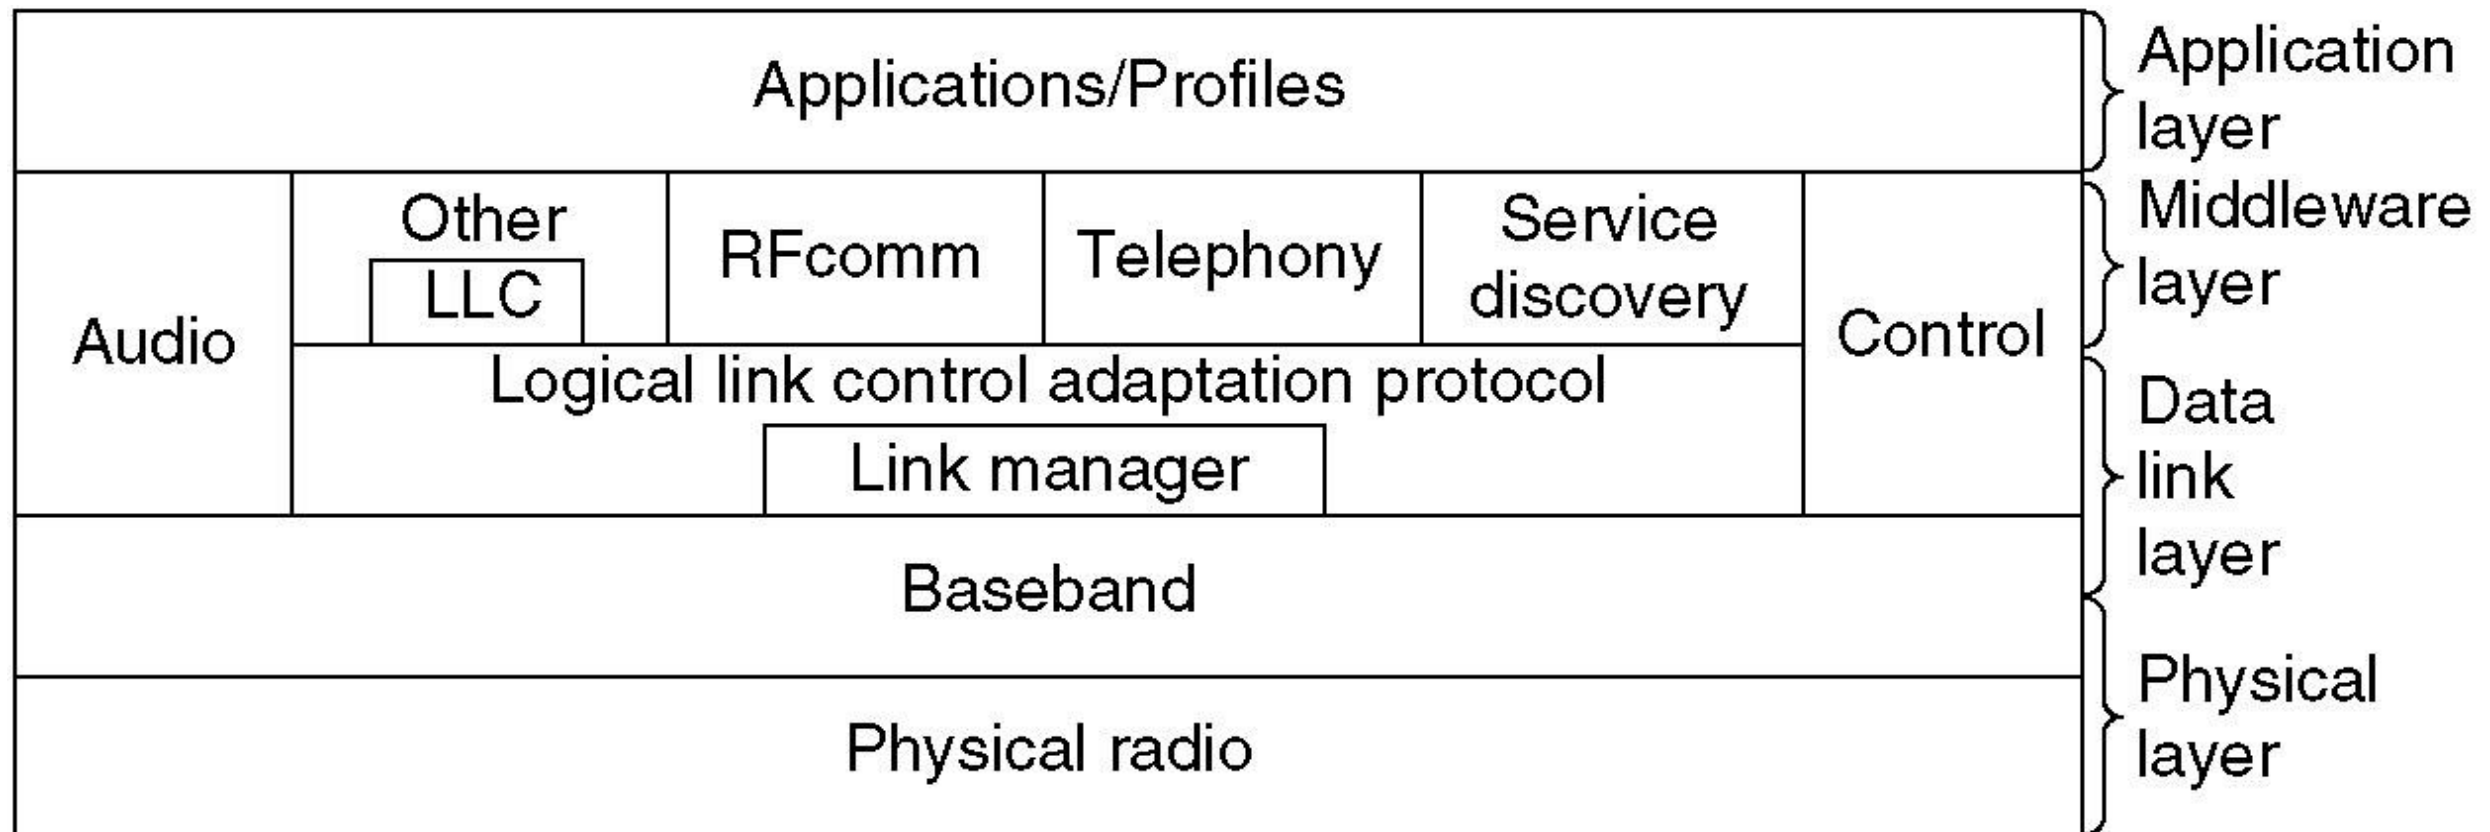 Applications/Profiles
Application
layer
Audio
Other
LLC
RFcomm
Telephony
Service
discovery
Control
Middleware
layer
Logical link control adaptation protocol
Link manager
Data
link
layer
Baseband
Physical radio
Physical
layer